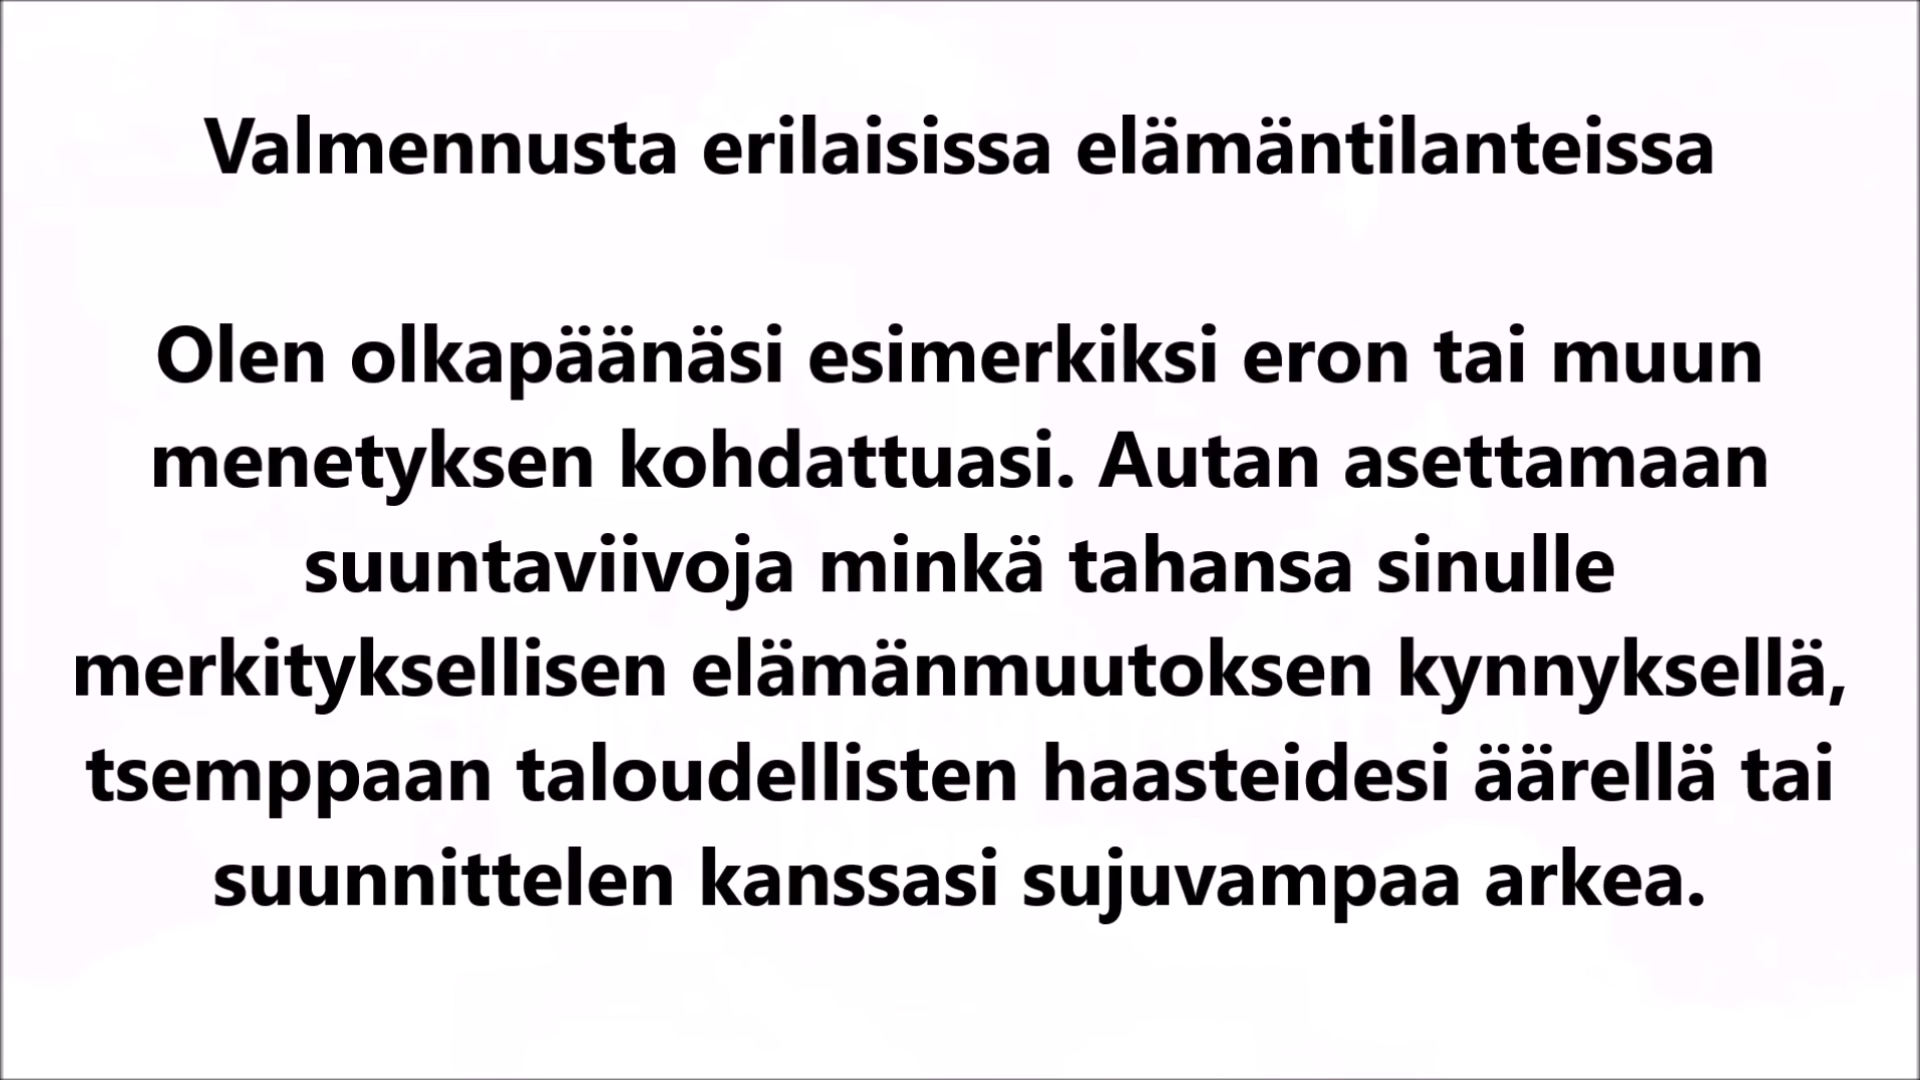 Valmennusta erilaisissa elämäntilanteissa
Olen olkapäänäsi esimerkiksi eron tai muun
menetyksen kohdattuasi. Autan asettamaan
suuntaviivoja minkä tahansa sinulle
merkityksellisen elämänmuutoksen kynnyksellä,
tsemppaan taloudellisten haasteidesi äärellä tai
suunnittelen kanssasi sujuvampaa arkea.